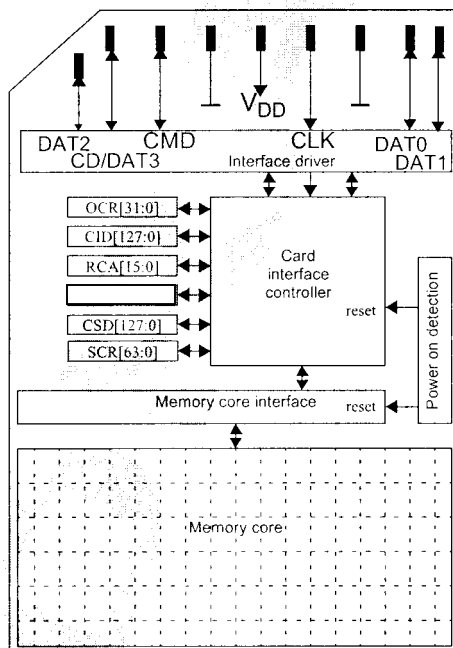 VDD
DAT2
CMD
CLK
DAT0
CD/DAT3
Interface driver
DAT1
OCR[31:0]
CID[127:0]
RCA[15:0]
CSD[127:0]
SCR[63:0]
Card
interface
controller
reset
Power on detection
Memory core interface
reset
Memory core